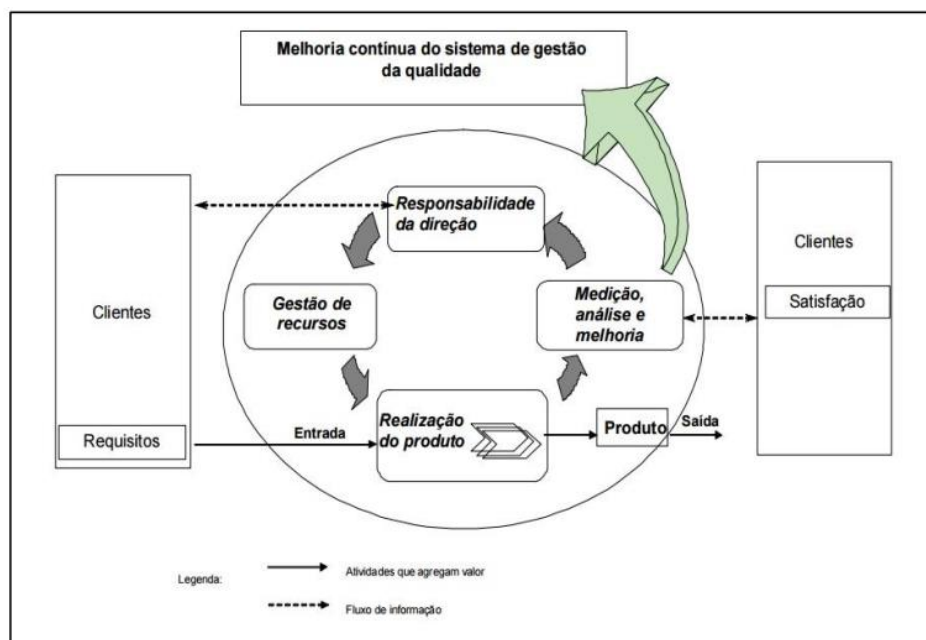 Melhoria contínua do sistema de gestão
da qualidade
Responsabilidade
da direção
Clientes
Clientes
Gestão de
recursos
Medição,
análise e
melhoria
Satisfação
Requisitos
Entrada
Realização
do produto
Produto
Saída
Legenda:
Atividades que agregam valor
Fluxo de informação